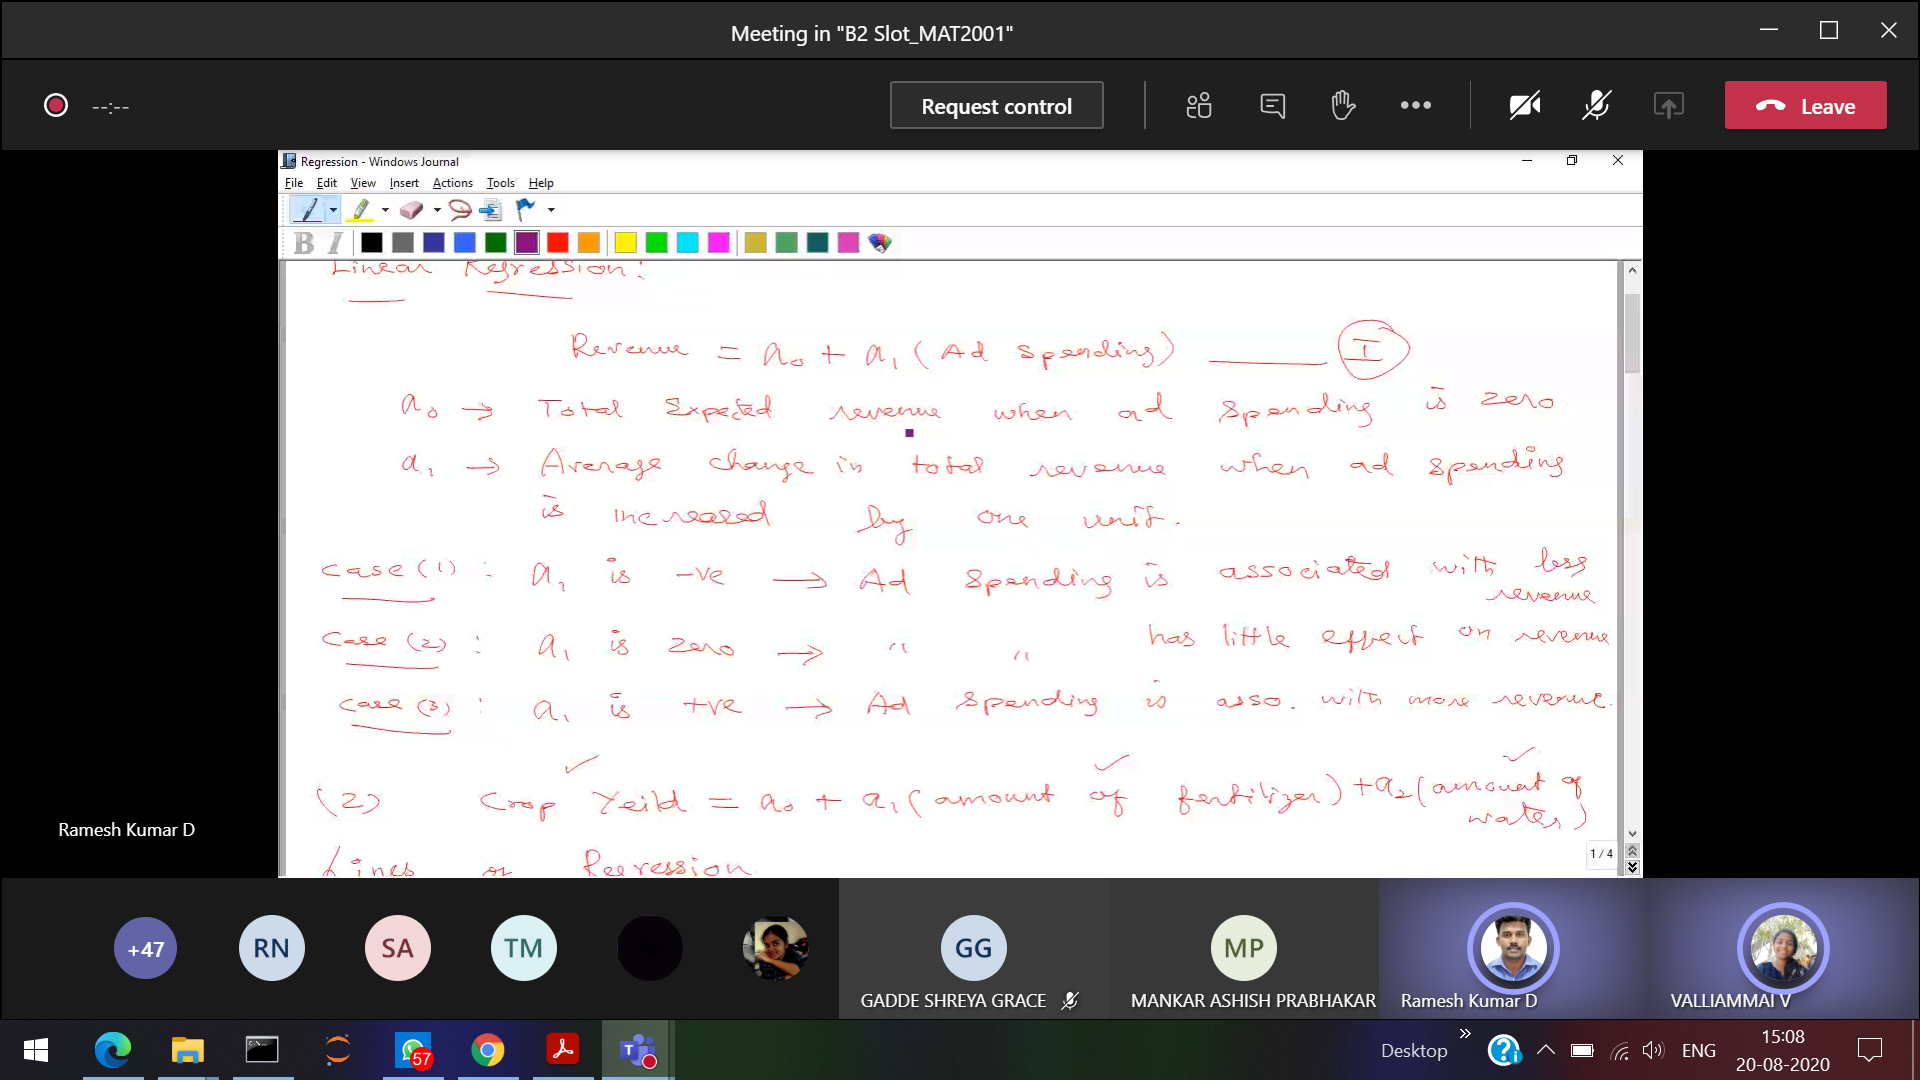 Meeting in "B2 Slot_MAT2001"
--:--
Request control
Leave
Regression - Windows Journal
File Edit View Insert Actions Tools Help
B I
Linear Regression:
Revenue = a0 + a1 (Ad spending) ——— I
a0 → Total Expected revenue when ad spending is zero
a1 → Average change in total revenue when ad spending
is increased by one unit.
case (1) : a1 is -ve → Ad spending is associated with less
revenue
case (2) : a1 is zero → " " has little effect on revenue
case (3) : a1 is +ve → Ad spending is asso. with more revenue.
(2) Crop Yeild = a0 + a1 (amount of fertilizer) + a2 (amount of
water)
Lines of Regression
1 / 4
Ramesh Kumar D
+47 RN SA TM GG MP
GADDE SHREYA GRACE MANKAR ASHISH PRABHAKAR Ramesh Kumar D VALLIAMMAI V
57
Desktop
ENG
15:08
20-08-2020